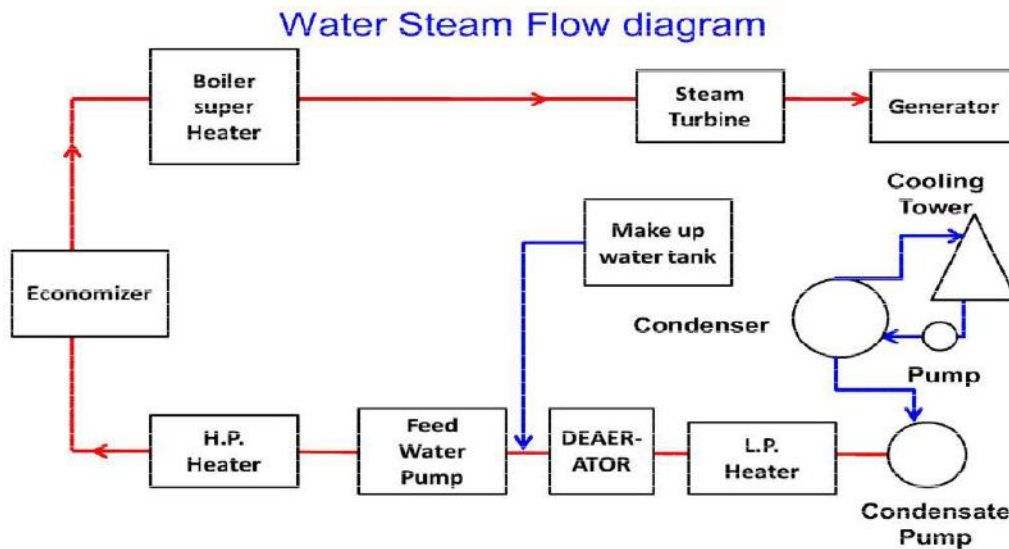 Water Steam Flow diagram
Boiler
super
Heater
Steam
Turbine
Generator
Cooling
Tower
Make up
water tank
Economizer
Condenser
Pump
H.P.
Heater
Feed
Water
Pump
DEAER-
ATOR
L.P.
Heater
Condensate
Pump